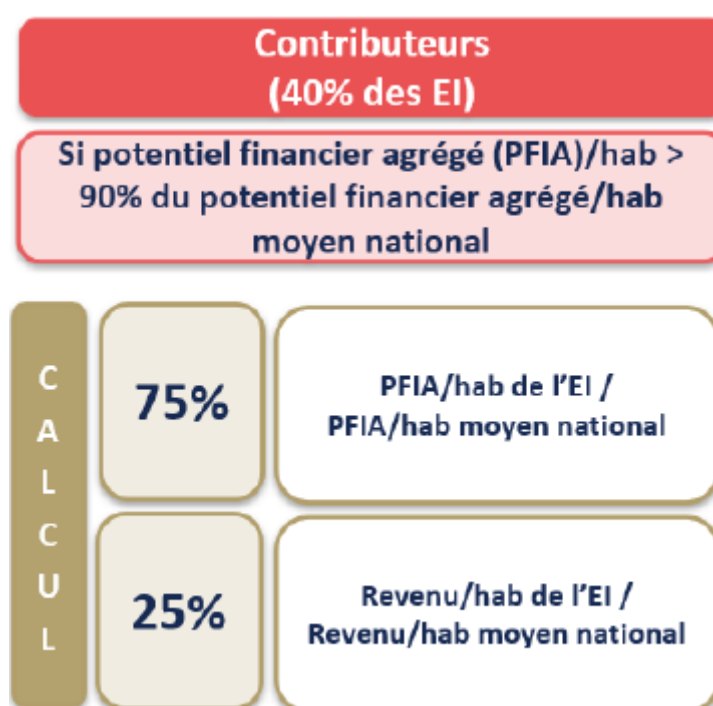 Contributeurs
(40% des EI)
Si potentiel financier agrégé (PFIA)/hab >
90% du potentiel financier agrégé/hab
moyen national
CALCUL
75%
PFIA/hab de l’EI /
PFIA/hab moyen national
25%
Revenu/hab de l’EI /
Revenu/hab moyen national